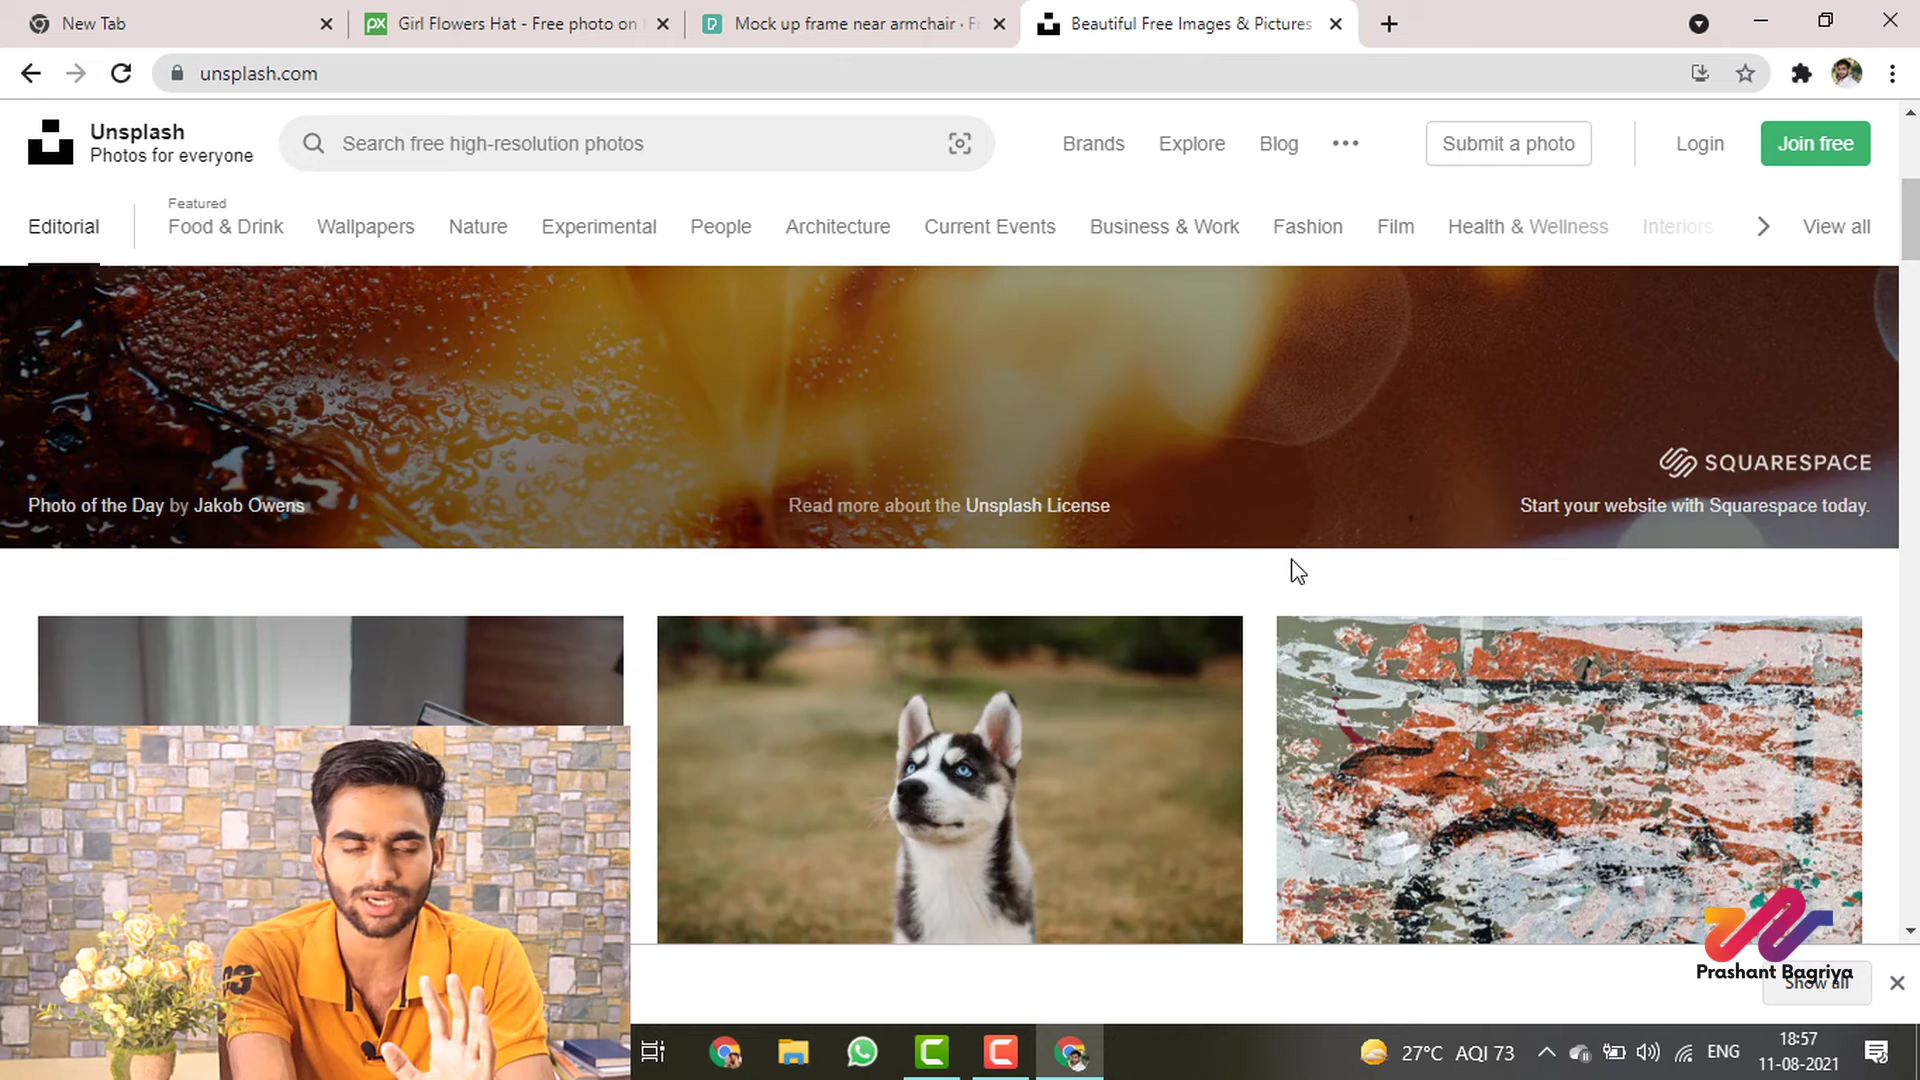 New Tab
Girl Flowers Hat - Free photo on
Mock up frame near armchair · Fr
Beautiful Free Images & Pictures
unsplash.com
Unsplash
Photos for everyone
Search free high-resolution photos
Brands
Explore
Blog
Submit a photo
Login
Join free
Editorial
Featured
Food & Drink
Wallpapers
Nature
Experimental
People
Architecture
Current Events
Business & Work
Fashion
Film
Health & Wellness
Interiors
View all
SQUARESPACE
Photo of the Day by Jakob Owens
Read more about the Unsplash License
Start your website with Squarespace today.
Prashant Bagriya
Show all
27°C AQI 73
ENG
18:57
11-08-2021